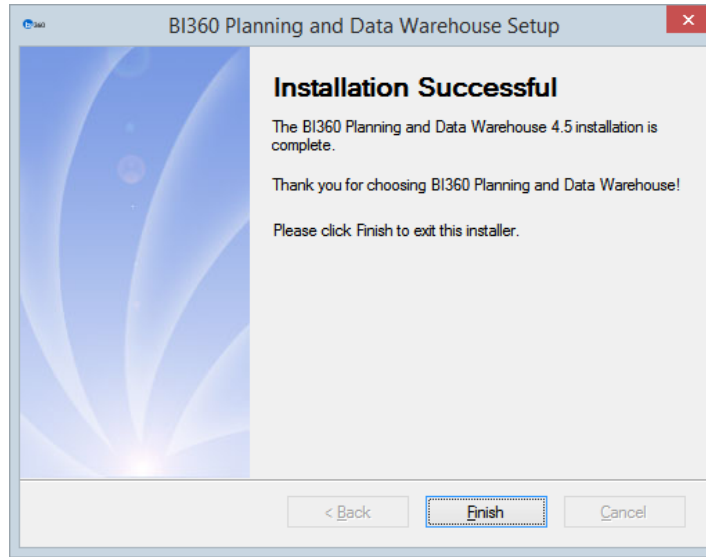 BI360 Planning and Data Warehouse Setup
Installation Successful
The BI360 Planning and Data Warehouse 4.5 installation is
complete.
Thank you for choosing BI360 Planning and Data Warehouse!
Please click Finish to exit this installer.
< Back
Finish
Cancel